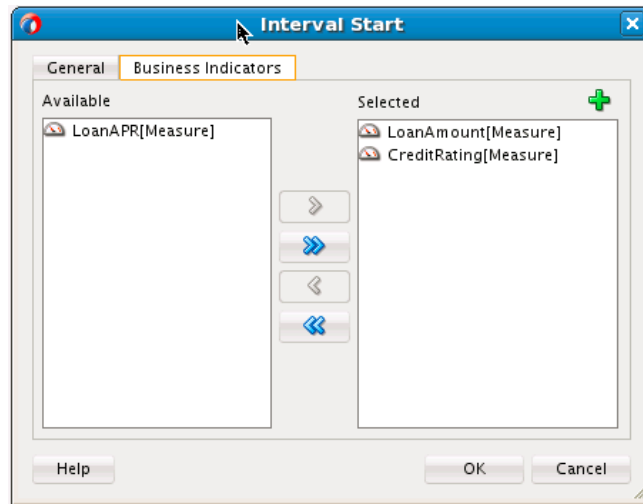 Interval Start
General
Business Indicators
Available
Selected
LoanAPR[Measure]
LoanAmount[Measure]
CreditRating[Measure]
Help
OK
Cancel